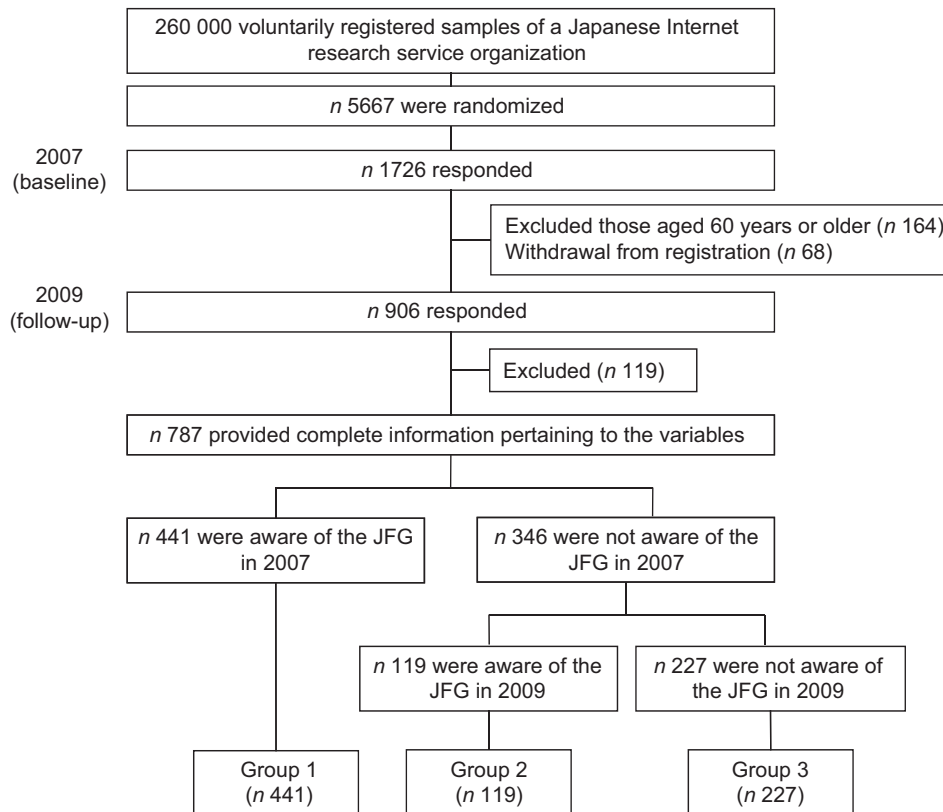 260 000 voluntarily registered samples of a Japanese Internet
research service organization
n 5667 were randomized
2007
(baseline)
n 1726 responded
Excluded those aged 60 years or older (n 164)
Withdrawal from registration (n 68)
2009
(follow-up)
n 906 responded
Excluded (n 119)
n 787 provided complete information pertaining to the variables
n 441 were aware of the JFG
in 2007
n 346 were not aware of the
JFG in 2007
n 119 were aware of the
JFG in 2009
n 227 were not aware of
the JFG in 2009
Group 1
(n 441)
Group 2
(n 119)
Group 3
(n 227)